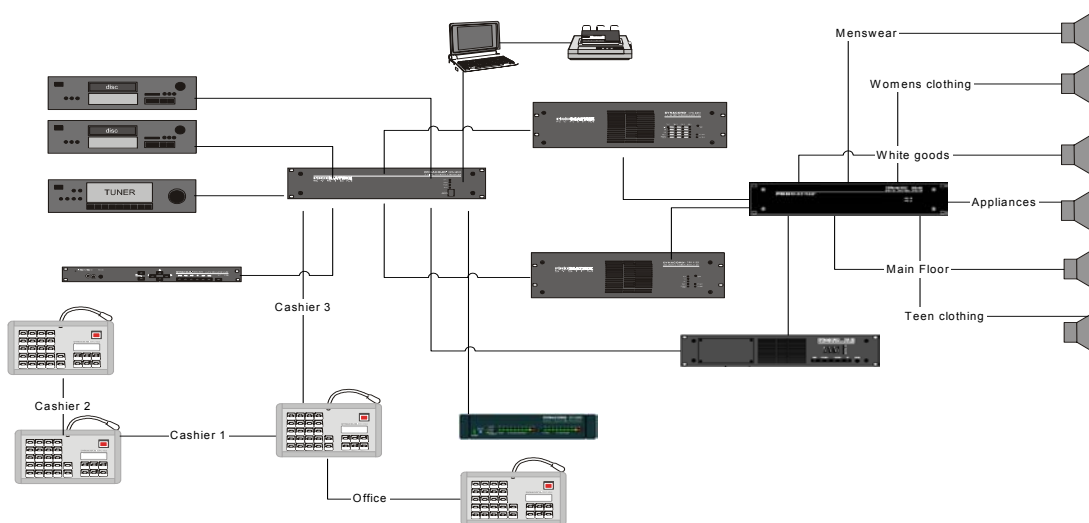 Menswear
Womens clothing
disc
disc
White goods
TUNER
Appliances
Main Floor
Cashier 3
Teen clothing
Cashier 2
Cashier 1
Office